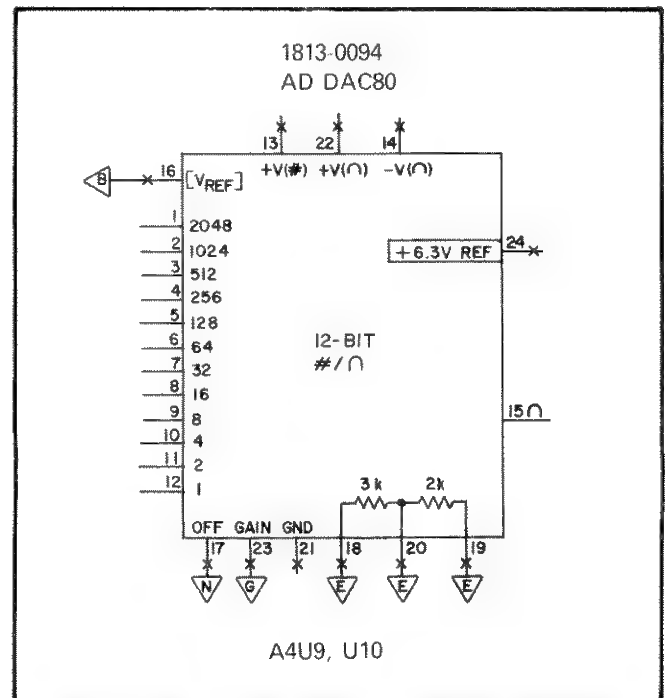 1813-0094
AD DAC80
13 22 14
+V(#) +V(∩) -V(∩)
B 16 [VREF]
1 2048
2 1024
+6.3V REF 24
3 512
4 256
5 128
12-BIT
6 64
#/∩
7 32
8 16
9 8
15 ∩
10 4
11 2
3k 2k
12 1
OFF GAIN GND
17 23 21 18 20 19
N G E E E
A4U9, U10